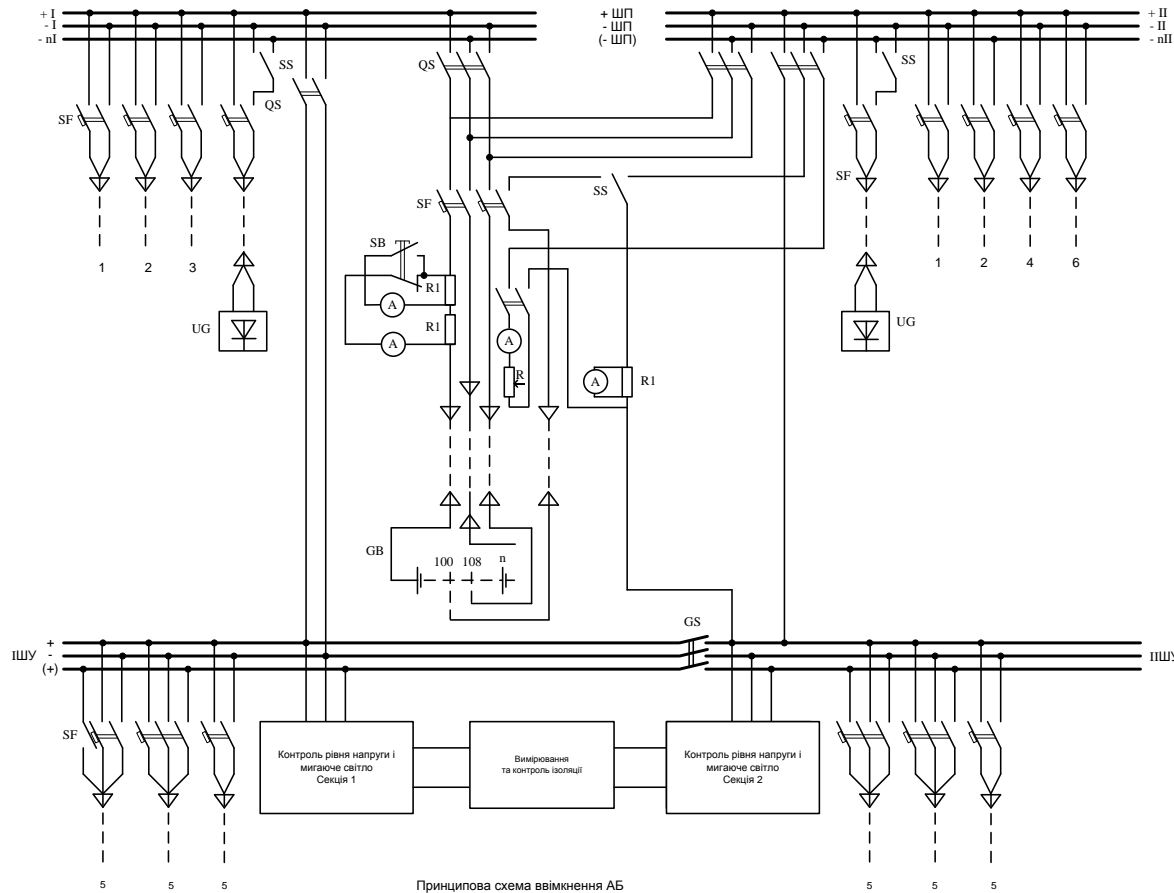 + I
- I
- nI
+ ШП
- ШП
(- ШП)
+ II
- II
- nII
SS
QS
QS
SS
SF
SF
SF
SS
SB
1
2
3
1
2
4
6
R1
A
A
R1
UG
A
R
A
R1
UG
GB
100
108
n
GS
ІШУ
+
-
(+)
ІІШУ
SF
Контроль рівня напруги і
мигаюче світло
Секція 1
Вимірювання
та контроль ізоляції
Контроль рівня напруги і
мигаюче світло
Секція 2
5
5
5
5
5
5
Принципова схема ввімкнення АБ